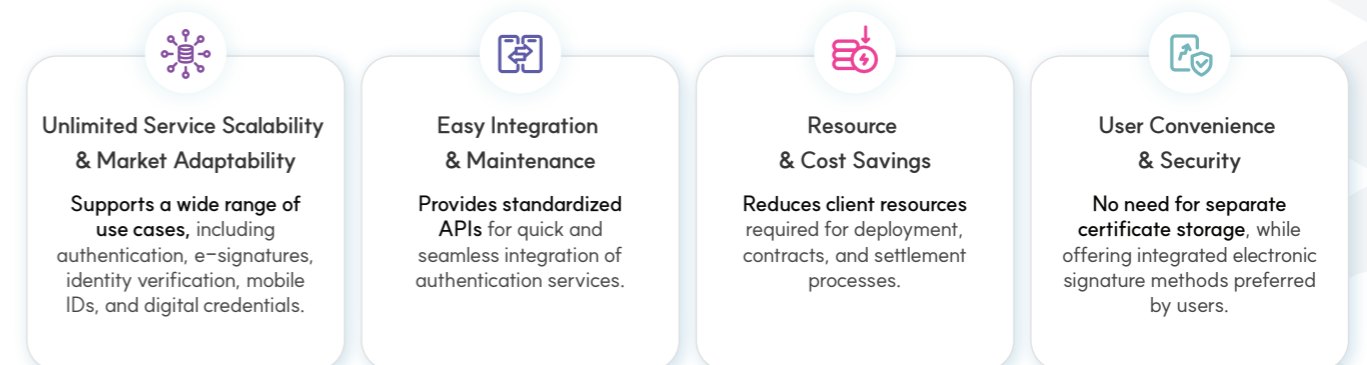 Unlimited Service Scalability
& Market Adaptability
Supports a wide range of
use cases, including
authentication, e-signatures,
identity verification, mobile
IDs, and digital credentials.
Easy Integration
& Maintenance
Provides standardized
APIs for quick and
seamless integration of
authentication services.
Resource
& Cost Savings
Reduces client resources
required for deployment,
contracts, and settlement
processes.
User Convenience
& Security
No need for separate
certificate storage, while
offering integrated electronic
signature methods preferred
by users.